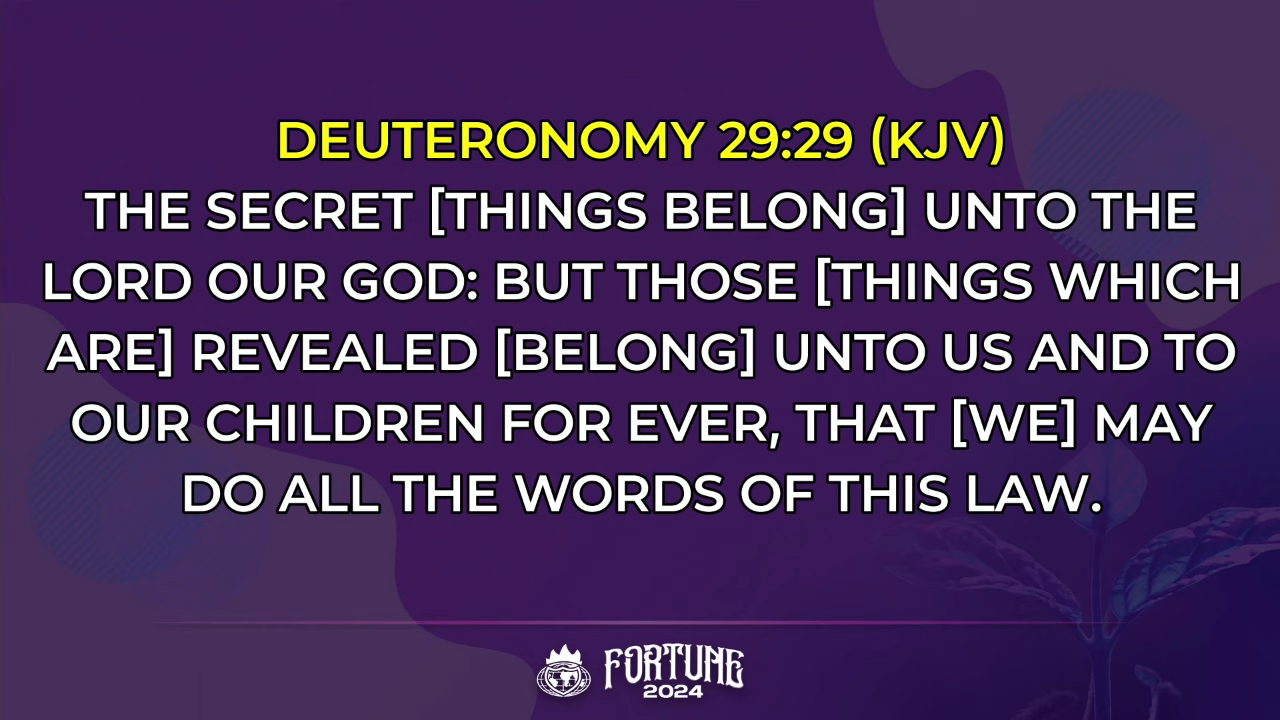 DEUTERONOMY 29:29 (KJV)
THE SECRET [THINGS BELONG] UNTO THE
LORD OUR GOD: BUT THOSE [THINGS WHICH
ARE] REVEALED [BELONG] UNTO US AND TO
OUR CHILDREN FOR EVER, THAT [WE] MAY
DO ALL THE WORDS OF THIS LAW.
FORTUNE
2024